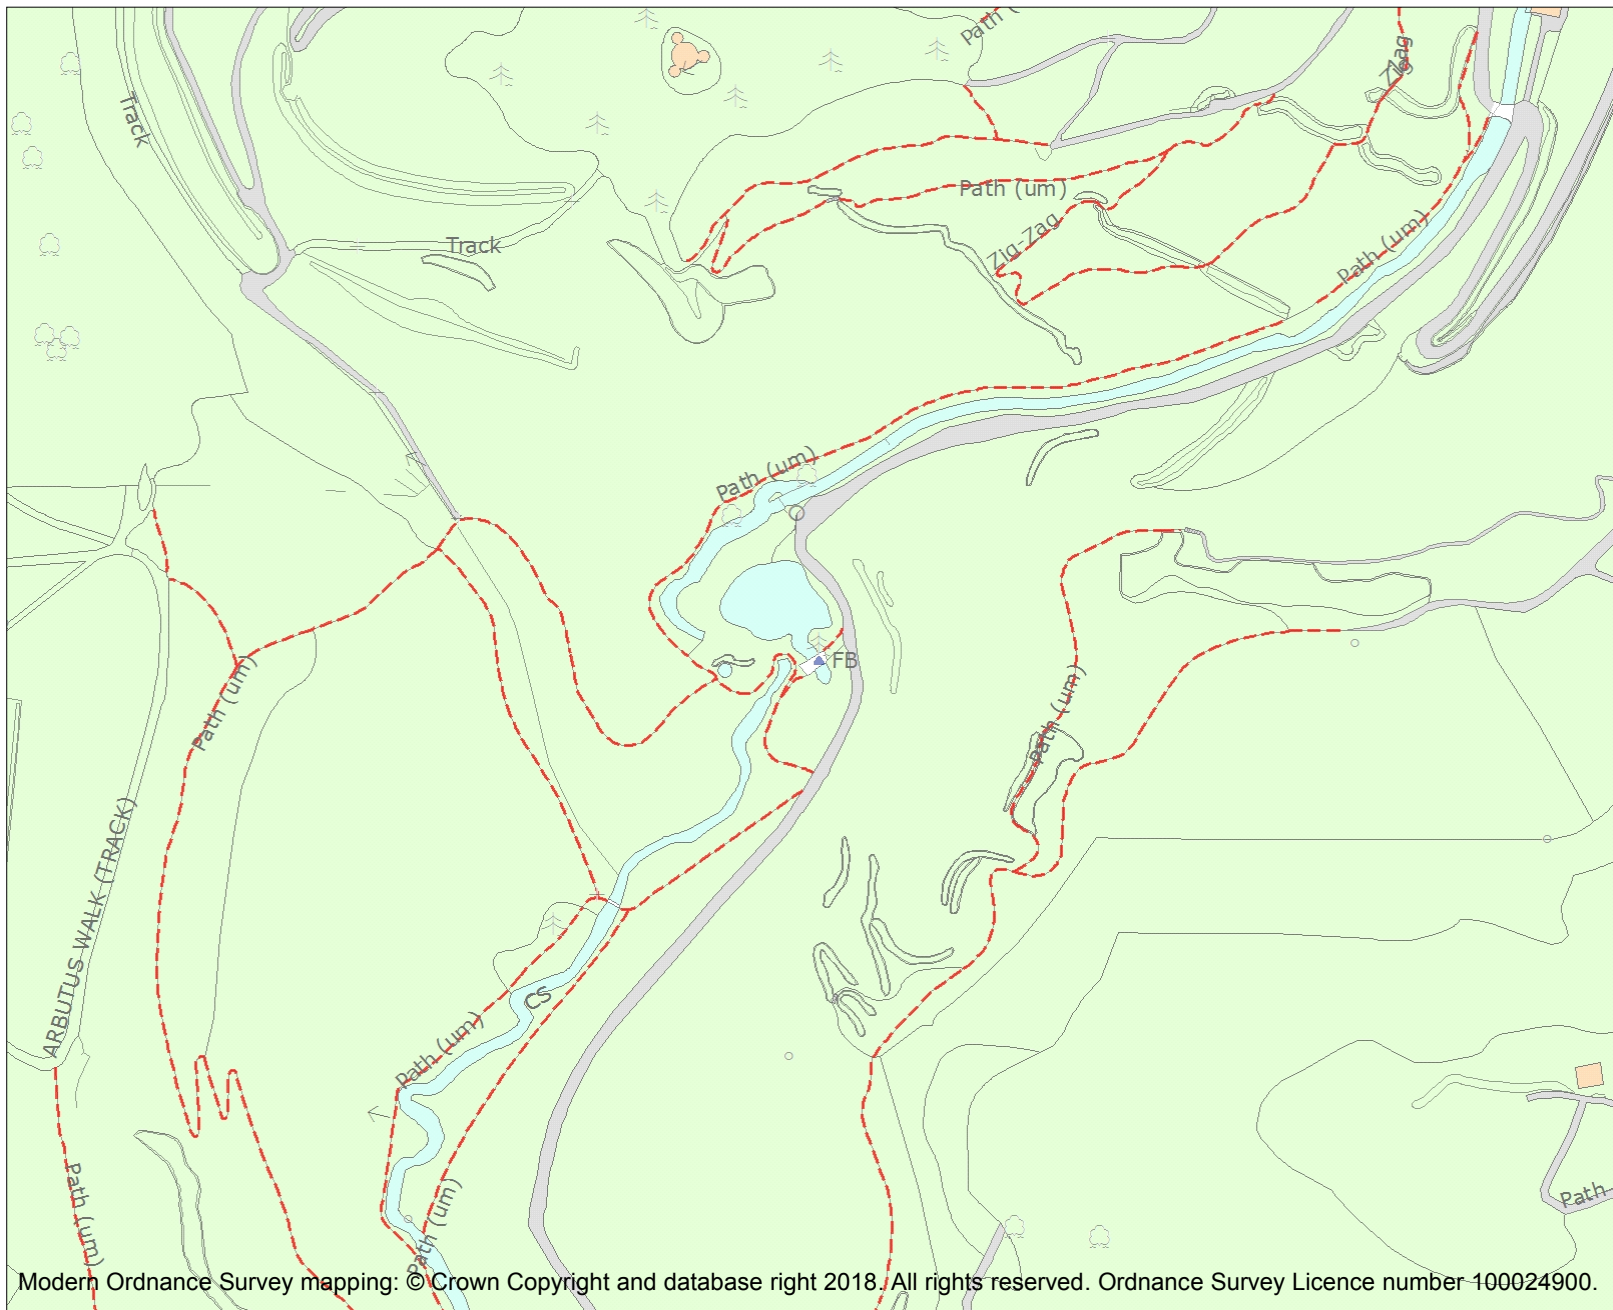 Path (
Zig
Zag
Track
Path (um)
Track
Zig-Zag
Path (um)
Path (um)
FB
Path (um)
Path (um)
ARBUTUS WALK (TRACK)
CS
Path (um)
Path (um)
Path (um)
Path
Modern Ordnance Survey mapping: © Crown Copyright and database right 2018. All rights reserved. Ordnance Survey Licence number 100024900.